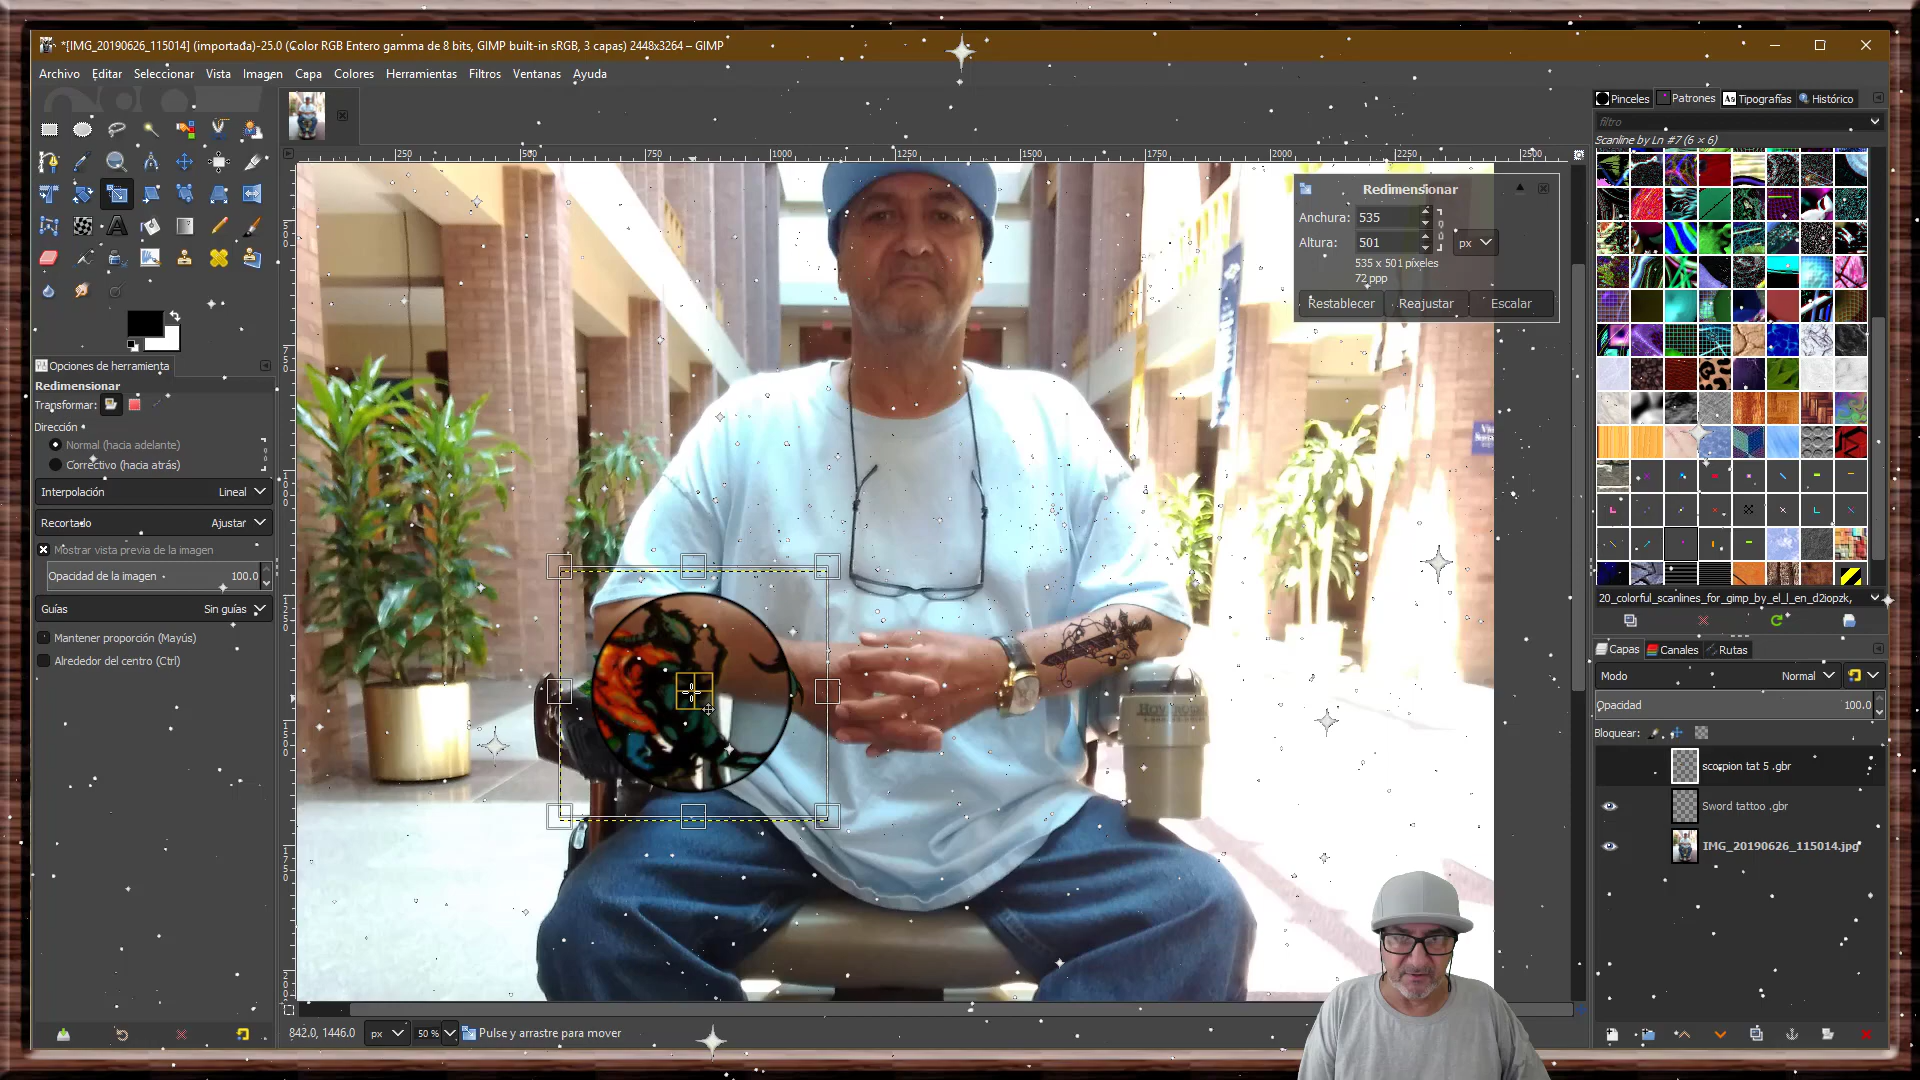 *[IMG_20190626_115014] (importada)-25.0 (Color RGB Entero gamma de 8 bits, GIMP built-in sRGB, 3 capas) 2448x3264 – GIMP
Archivo Editar Seleccionar Vista Imagen Capa Colores Herramientas Filtros Ventanas Ayuda
Pinceles Patrones Aa Tipografías Histórico
filtro
Scanline by Ln #7 (6 × 6)
250 500 750 1000 1250 1500 1750 2000 2250 2500
Redimensionar
Anchura: 535
Altura: 501
px
535 x 501 píxeles
72 ppp
Restablecer Reajustar Escalar
Opciones de herramienta
Redimensionar
Transformar:
Dirección
Normal (hacia adelante)
Correctivo (hacia atrás)
Interpolación Lineal
Recortado Ajustar
Mostrar vista previa de la imagen
Opacidad de la imagen 100.0
Guías Sin guías
Mantener proporción (Mayús)
Alrededor del centro (Ctrl)
20_colorful_scanlines_for_gimp_by_el_l_en_d2iopzk,
Capas Canales Rutas
Modo Normal
Opacidad 100.0
Bloquear:
scorpion tat 5 .gbr
Sword tattoo .gbr
IMG_20190626_115014.jpg
842.0, 1446.0 px 50 % Pulse y arrastre para mover